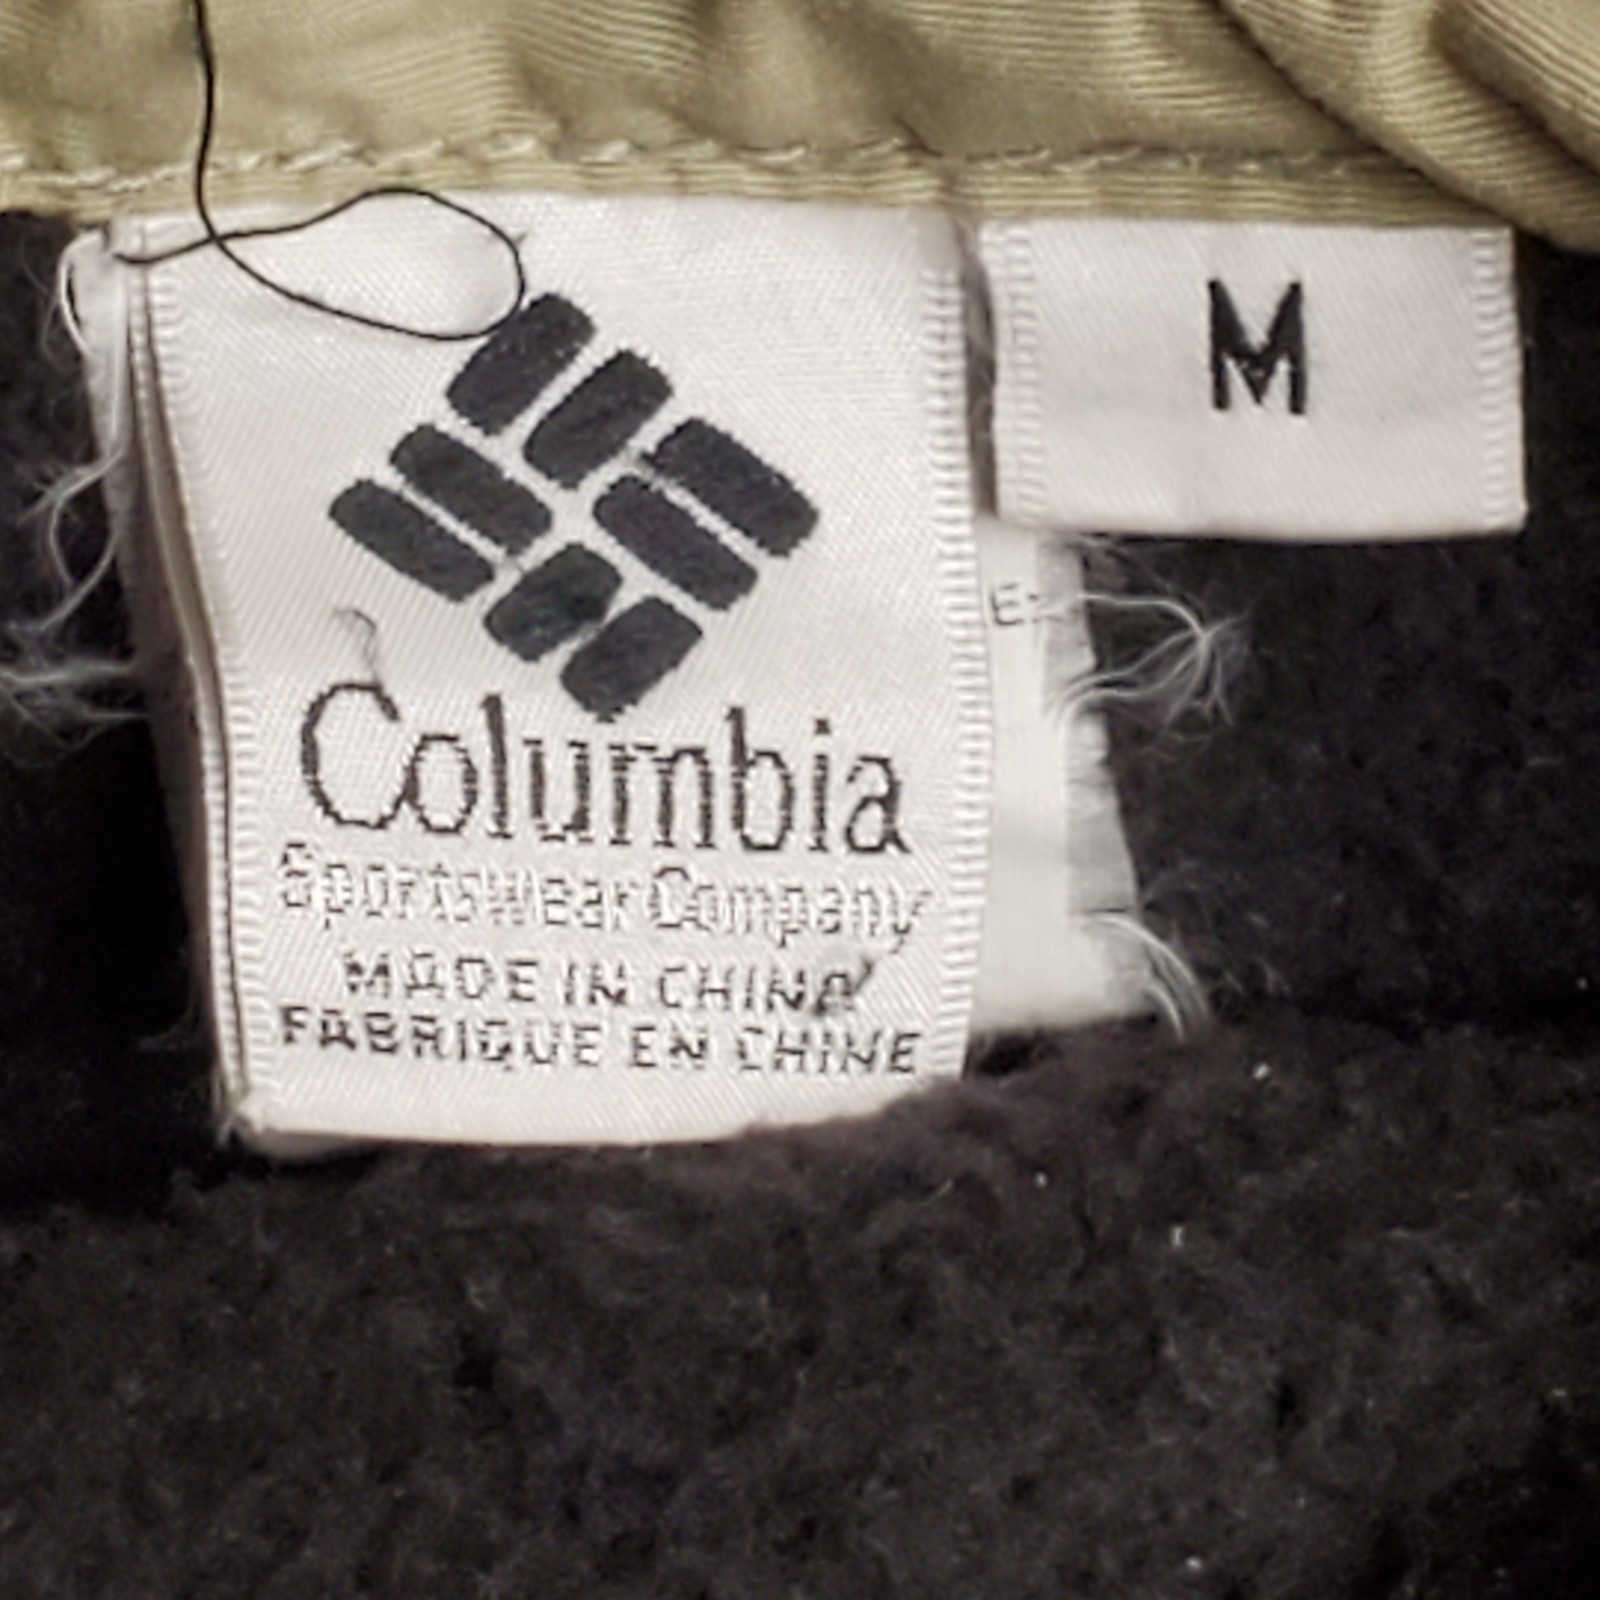 Columbia
Sportswear Company
MADE IN CHINA
FABRIQUE EN CHINE
M
E: